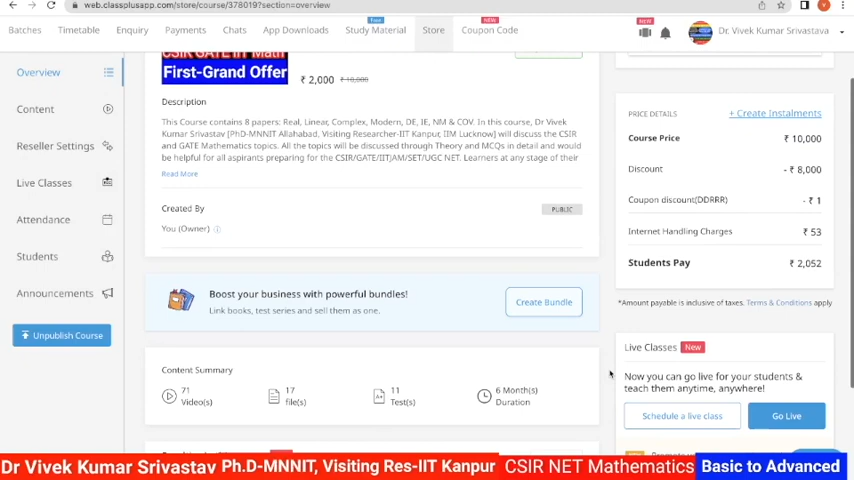 web.classplusapp.com/store/course/378019?section=overview
Batches Timetable Enquiry Payments Chats App Downloads Study Material Store Coupon Code Dr. Vivek Kumar Srivastava
NEW
NEW
Overview
Content
Reseller Settings
Live Classes
Attendance
Students
Announcements
Unpublish Course
CSIR GATE IIT Math
First-Grand Offer
₹ 2,000 ₹ 10,000
Description
This Course contains 8 papers: Real, Linear, Complex, Modern, DE, IE, NM & COV. In this course, Dr Vivek
Kumar Srivastav [PhD-MNNIT Allahabad, Visiting Researcher-IIT Kanpur, IIM Lucknow] will discuss the CSIR
and GATE Mathematics topics. All the topics will be discussed through Theory and MCQs in detail and would
be helpful for all aspirants preparing for the CSIR/GATE/IITJAM/SET/UGC NET. Learners at any stage of their
Read More
Created By
PUBLIC
You (Owner)
Boost your business with powerful bundles!
Link books, test series and sell them as one.
Create Bundle
Content Summary
71
Video(s)
17
file(s)
11
Test(s)
6 Month(s)
Duration
PRICE DETAILS + Create Instalments
Course Price ₹ 10,000
Discount - ₹ 8,000
Coupon discount(DDRRR) - ₹ 1
Internet Handling Charges ₹ 53
Students Pay ₹ 2,052
*Amount payable is inclusive of taxes. Terms & Conditions apply
Live Classes New
Now you can go live for your students &
teach them anytime, anywhere!
Schedule a live class Go Live
Dr Vivek Kumar Srivastav Ph.D-MNNIT, Visiting Res-IIT Kanpur CSIR NET Mathematics Basic to Advanced